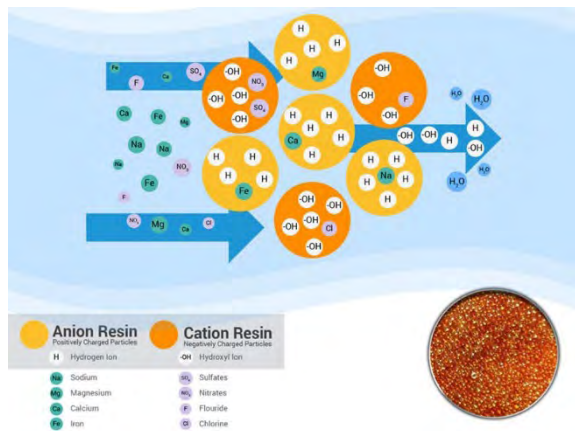 Fe
F
Ca
SO₄
Ca
Fe
Mg
Na
Na
Na
NO₃
Fe
F
NO₃
Mg
Ca
Cl
H
H
H
H
Mg
-OH
NO₃
-OH
-OH
SO₄
-OH
-OH
-OH
F
-OH
H
H
H
Ca
H
H
H
H
H
Fe
H
H
H
Na
H
H
H
-OH
-OH
-OH
-OH
Cl
-OH
-OH
-OH
H
H
-OH
H₂O
H₂O
H₂O
H₂O
Anion Resin
Positively Charged Particles
H Hydrogen Ion
Na Sodium
Mg Magnesium
Ca Calcium
Fe Iron
Cation Resin
Negatively Charged Particles
-OH Hydroxyl Ion
SO₄ Sulfates
NO₃ Nitrates
F Flouride
Cl Chlorine